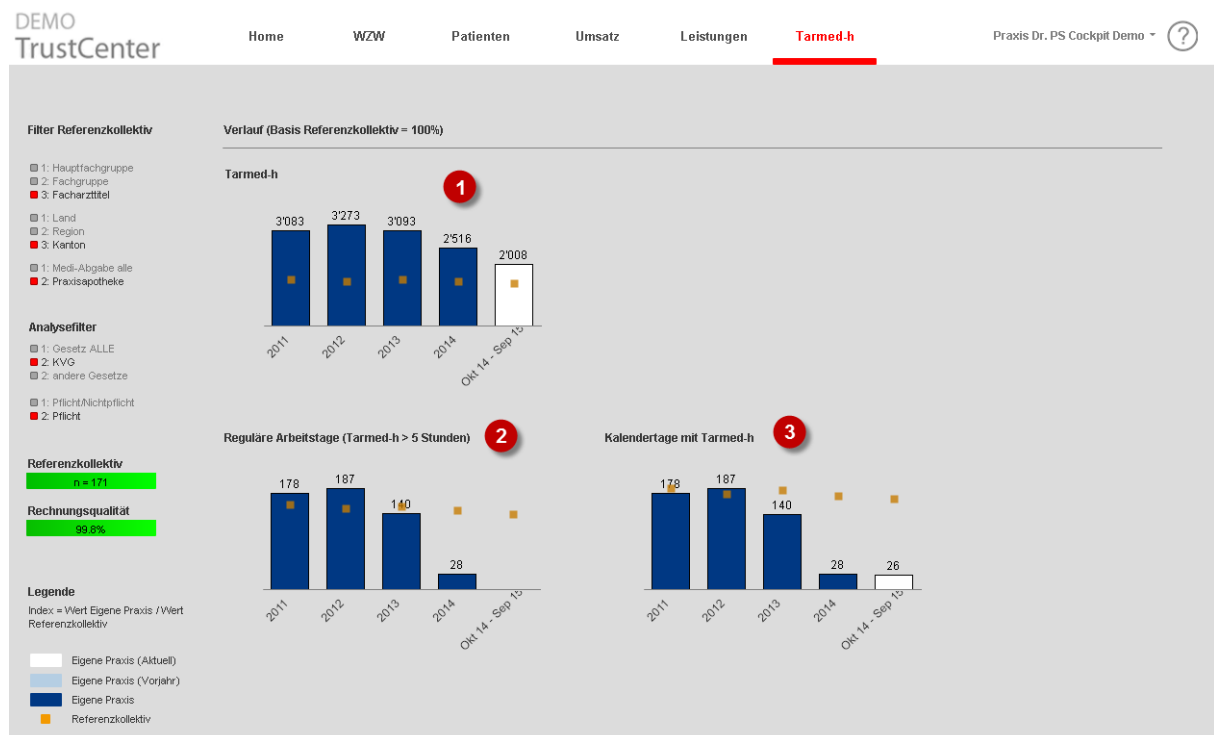 DEMO
TrustCenter
Home
WZW
Patienten
Umsatz
Leistungen
Tarmed-h
Praxis Dr. PS Cockpit Demo
?
Filter Referenzkollektiv
1: Hauptfachgruppe
2: Fachgruppe
3: Facharzttitel
1: Land
2: Region
3: Kanton
1: Medi-Abgabe alle
2: Praxisapotheke
Analysefilter
1: Gesetz ALLE
2: KVG
2: andere Gesetze
1: Pflicht/Nichtpflicht
2: Pflicht
Referenzkollektiv
n = 171
Rechnungsqualität
99.8%
Legende
Index = Wert Eigene Praxis / Wert
Referenzkollektiv
Eigene Praxis (Aktuell)
Eigene Praxis (Vorjahr)
Eigene Praxis
Referenzkollektiv
Verlauf (Basis Referenzkollektiv = 100%)
Tarmed-h
1
3'083
3'273
3'093
2'516
2'008
2011
2012
2013
2014
Okt 14 - Sep 15
Reguläre Arbeitstage (Tarmed-h > 5 Stunden)
2
178
187
140
28
2011
2012
2013
2014
Okt 14 - Sep 15
Kalendertage mit Tarmed-h
3
178
187
140
28
26
2011
2012
2013
2014
Okt 14 - Sep 15